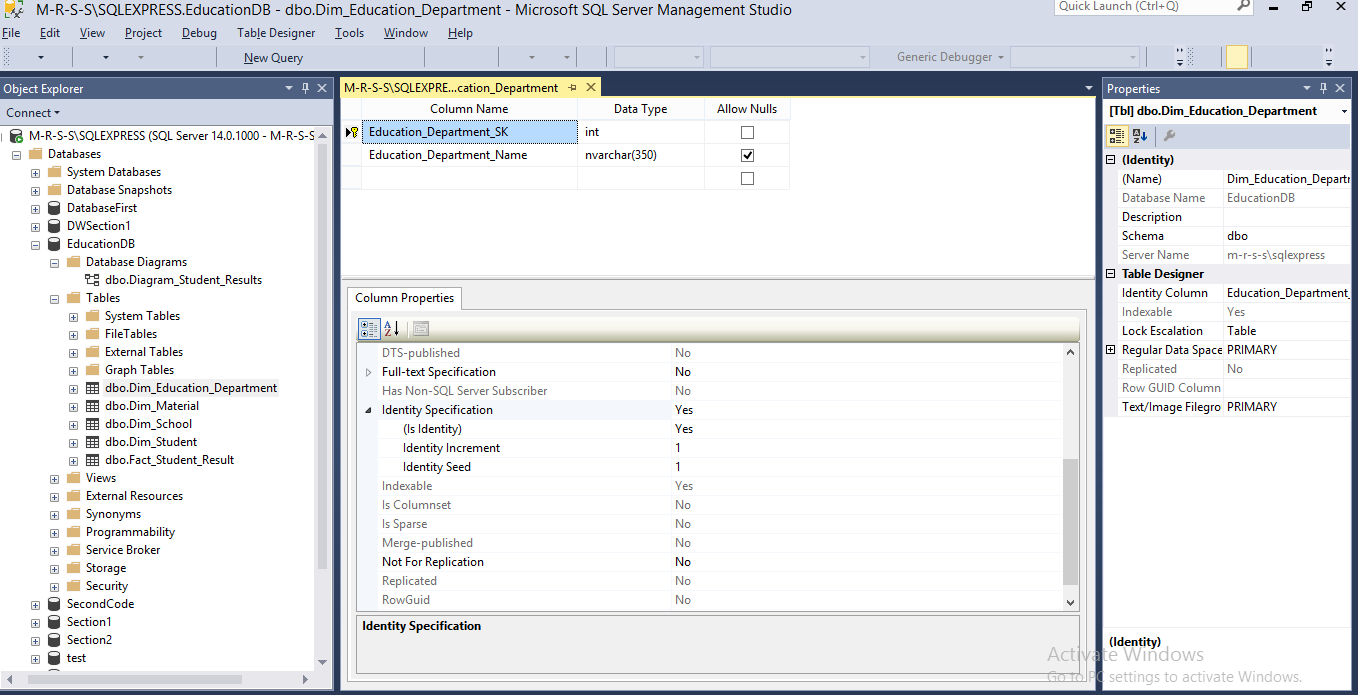 M-R-S-S\SQLEXPRESS.EducationDB - dbo.Dim_Education_Department - Microsoft SQL Server Management Studio
Quick Launch (Ctrl+Q)
File Edit View Project Debug Table Designer Tools Window Help
New Query
Generic Debugger
Object Explorer
Connect
M-R-S-S\SQLEXPRESS (SQL Server 14.0.1000 - M-R-S-S
Databases
System Databases
Database Snapshots
DatabaseFirst
DWSection1
EducationDB
Database Diagrams
dbo.Diagram_Student_Results
Tables
System Tables
FileTables
External Tables
Graph Tables
dbo.Dim_Education_Department
dbo.Dim_Material
dbo.Dim_School
dbo.Dim_Student
dbo.Fact_Student_Result
Views
External Resources
Synonyms
Programmability
Service Broker
Storage
Security
SecondCode
Section1
Section2
test
M-R-S-S\SQLEXPRE...cation_Department
Column Name Data Type Allow Nulls
Education_Department_SK int
Education_Department_Name nvarchar(350)
Column Properties
DTS-published No
Full-text Specification No
Has Non-SQL Server Subscriber No
Identity Specification Yes
(Is Identity) Yes
Identity Increment 1
Identity Seed 1
Indexable Yes
Is Columnset No
Is Sparse No
Merge-published No
Not For Replication No
Replicated No
RowGuid No
Identity Specification
Properties
[Tbl] dbo.Dim_Education_Department
(Identity)
(Name) Dim_Education_Departr
Database Name EducationDB
Description
Schema dbo
Server Name m-r-s-s\sqlexpress
Table Designer
Identity Column Education_Department_
Indexable Yes
Lock Escalation Table
Regular Data Space PRIMARY
Replicated No
Row GUID Column
Text/Image Filegro PRIMARY
(Identity)
Activate Windows
Go to PC settings to activate Windows.